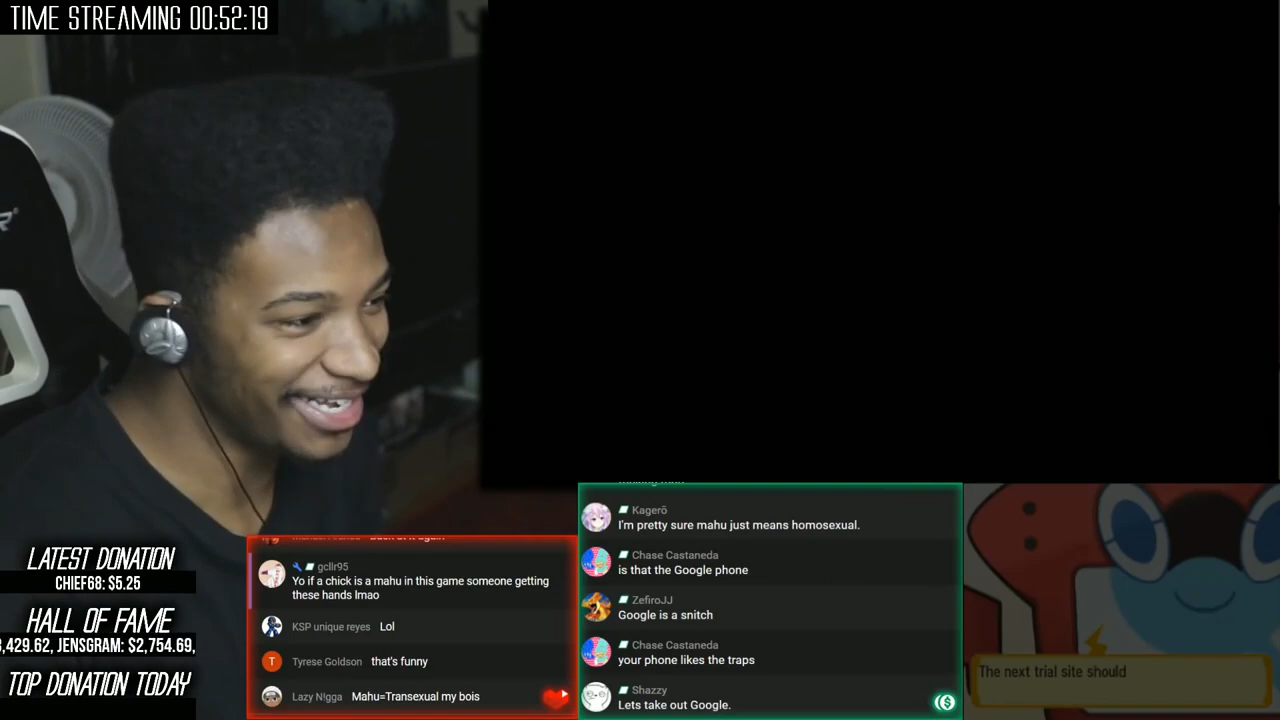 TIME STREAMING 00:52:19
LATEST DONATION
CHIEF68: $5.25
HALL OF FAME
,429.62, JENSGRAM: $2,754.69,
TOP DONATION TODAY
gcllr95
Yo if a chick is a mahu in this game someone getting
these hands lmao
KSP unique reyes Lol
T Tyrese Goldson that's funny
Lazy N!gga Mahu=Transexual my bois
Kagerō
I'm pretty sure mahu just means homosexual.
Chase Castaneda
is that the Google phone
ZefiroJJ
Google is a snitch
Chase Castaneda
your phone likes the traps
Shazzy
Lets take out Google.
The next trial site should